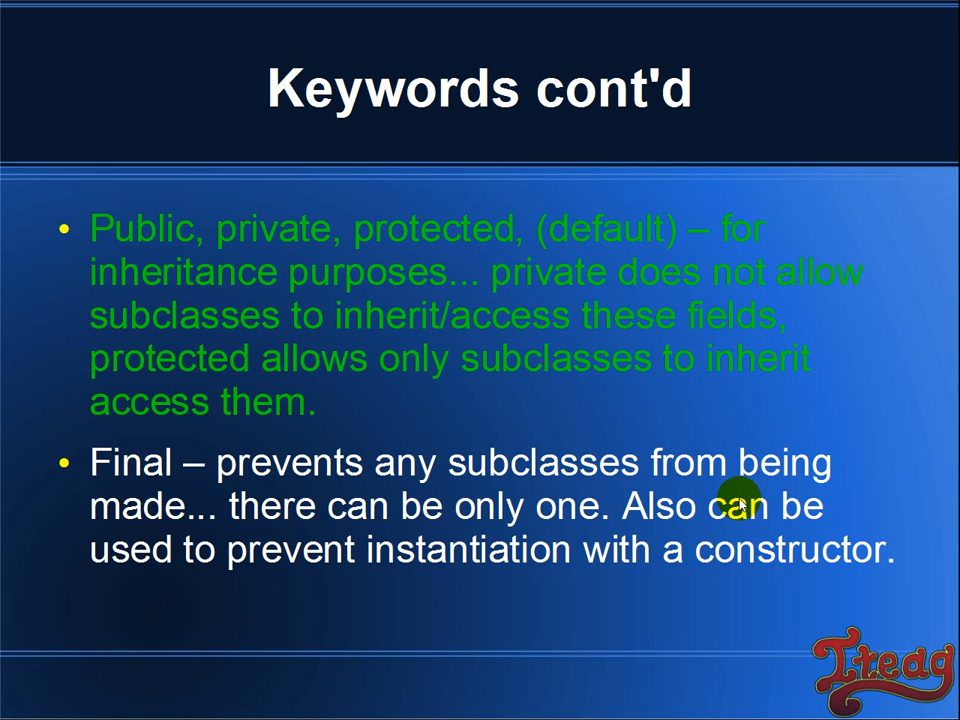 Keywords cont'd
• Public, private, protected, (default) – for
inheritance purposes... private does not allow
subclasses to inherit/access these fields,
protected allows only subclasses to inherit
access them.
• Final – prevents any subclasses from being
made... there can be only one. Also can be
used to prevent instantiation with a constructor.
Itedg